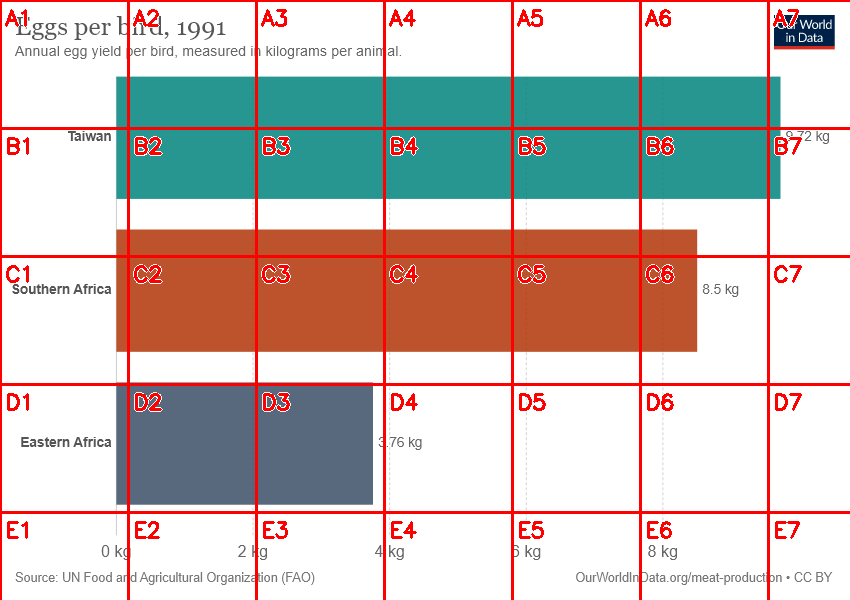 A1 A2 A3 A4 A5 A6 A7
Eggs per bird, 1991
Our World
in Data
Annual egg yield per bird, measured in kilograms per animal.
Taiwan
9.72 kg
B1 B2 B3 B4 B5 B6 B7
C1 C2 C3 C4 C5 C6 C7
Southern Africa
8.5 kg
D1 D2 D3 D4 D5 D6 D7
Eastern Africa
3.76 kg
E1 E2 E3 E4 E5 E6 E7
0 kg 2 kg 4 kg 6 kg 8 kg
Source: UN Food and Agricultural Organization (FAO)
OurWorldInData.org/meat-production • CC BY